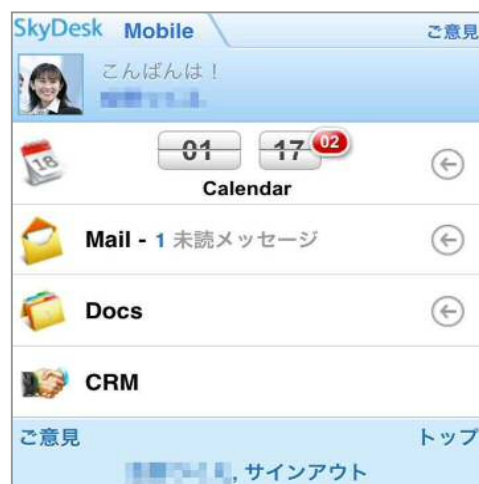 SkyDesk Mobile ご意見
こんばんは！
18 01 17 02
Calendar
Mail - 1 未読メッセージ
Docs
CRM
ご意見 トップ
, サインアウト